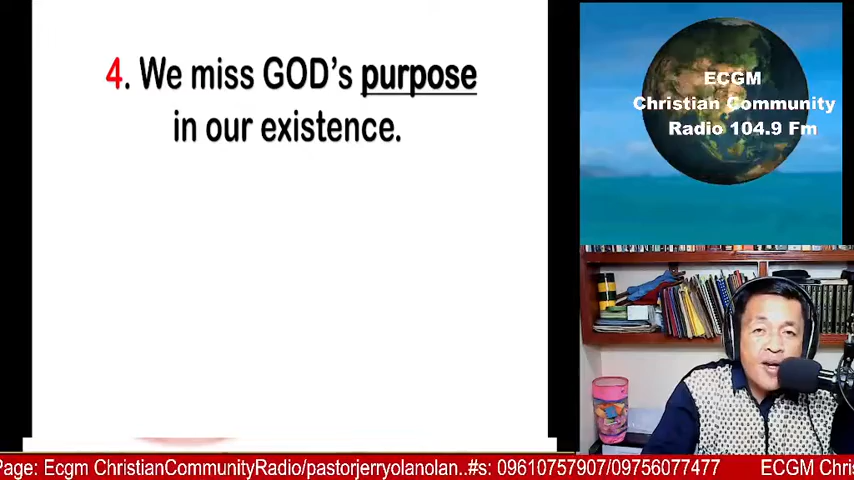 4. We miss GOD's purpose
in our existence.
ECGM
Christian Community
Radio 104.9 Fm
Page: Ecgm ChristianCommunityRadio/pastorjerryolanolan..#s: 09610757907/09756077477 ECGM Chris